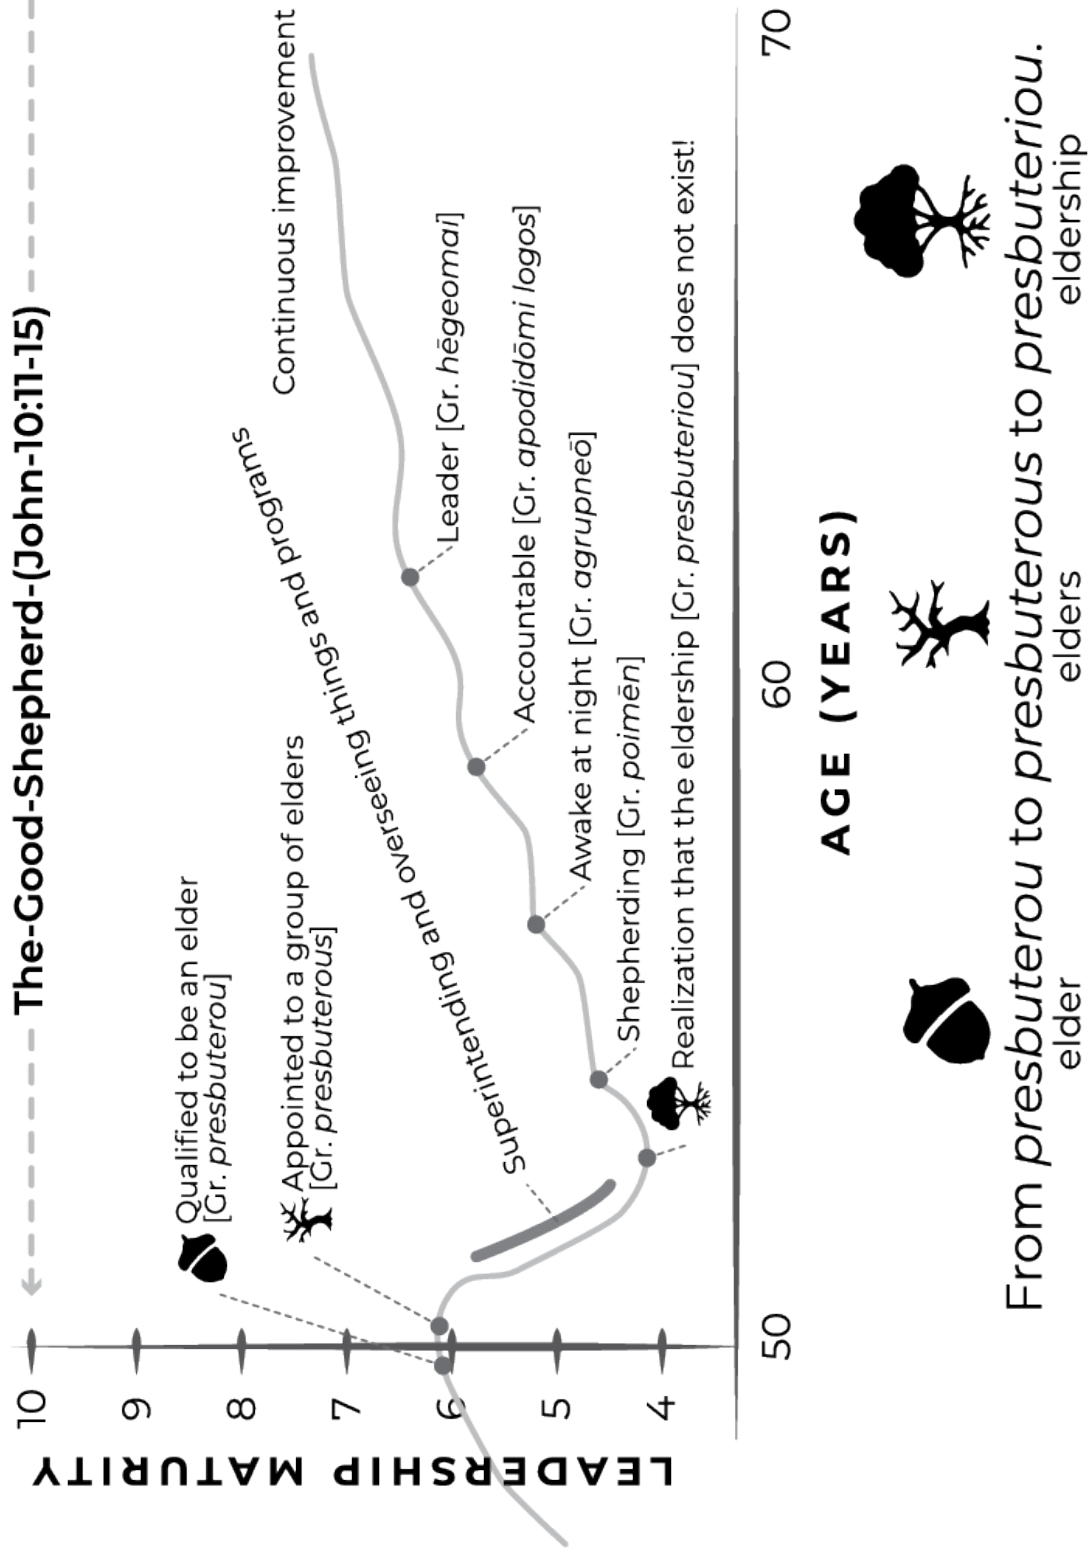 The-Good-Shepherd-(John-10:11-15)
LEADERSHIP MATURITY
10
9
8
7
6
5
4
Qualified to be an elder
[Gr. presbuterou]
Appointed to a group of elders
[Gr. presbuterous]
Superintending and overseeing things and programs
Continuous improvement
Leader [Gr. hēgeomai]
Accountable [Gr. apodidōmi logos]
Awake at night [Gr. agrupneō]
Shepherding [Gr. poimēn]
Realization that the eldership [Gr. presbuteriou] does not exist!
50
60
70
AGE (YEARS)
From presbuterou to presbuterous to presbuteriou.
elder
elders
eldership